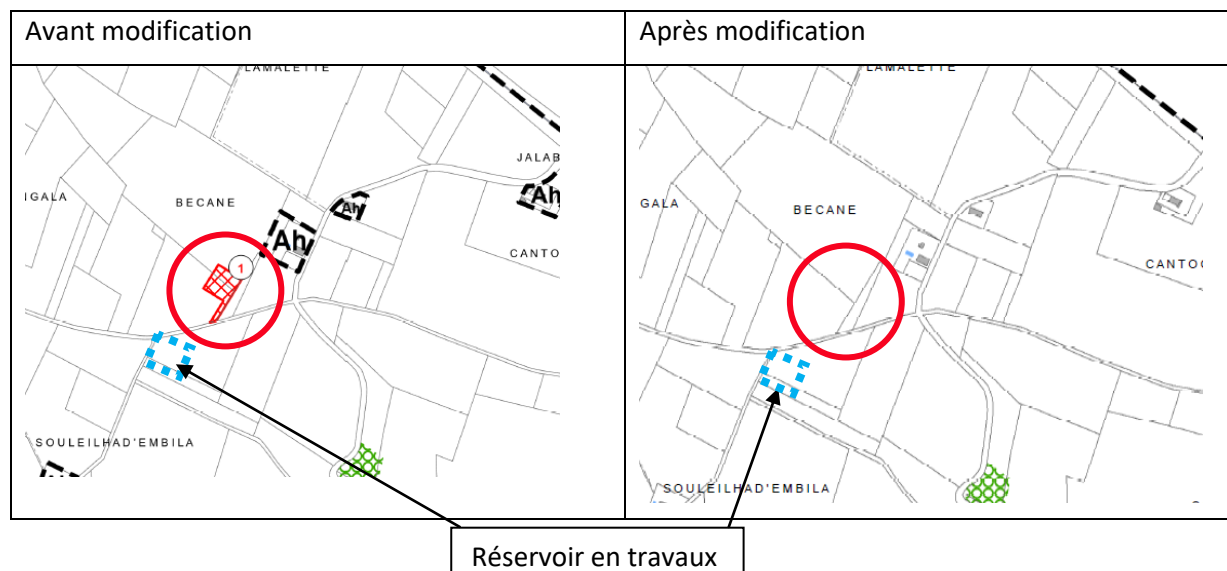 Avant modification
Après modification
LAMALETTE
JALAB
Ah
Ah
IGALA
BECANE
Ah
CANTO
1
SOULEILHAD'EMBILA
LAMALETTE
GALA
BECANE
CANTOC
SOULEILHAD'EMBILA
Réservoir en travaux